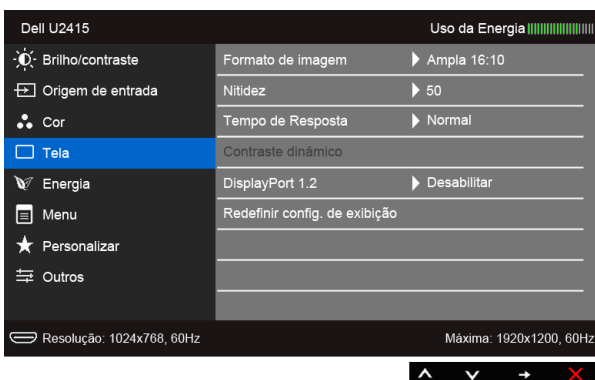 Dell U2415 Uso da Energia
Brilho/contraste Formato de imagem Ampla 16:10
Origem de entrada Nitidez 50
Cor Tempo de Resposta Normal
Tela Contraste dinâmico
Energia DisplayPort 1.2 Desabilitar
Menu Redefinir config. de exibição
Personalizar
Outros
Resolução: 1024x768, 60Hz Máxima: 1920x1200, 60Hz